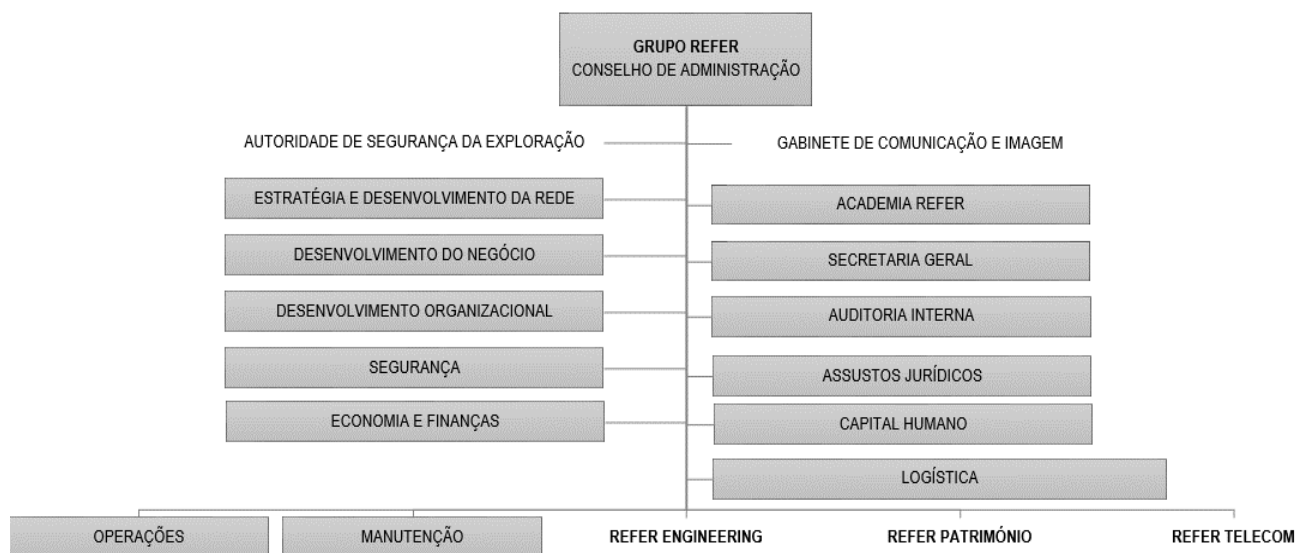 GRUPO REFER
CONSELHO DE ADMINISTRAÇÃO
AUTORIDADE DE SEGURANÇA DA EXPLORAÇÃO
GABINETE DE COMUNICAÇÃO E IMAGEM
ESTRATÉGIA E DESENVOLVIMENTO DA REDE
ACADEMIA REFER
DESENVOLVIMENTO DO NEGÓCIO
SECRETARIA GERAL
DESENVOLVIMENTO ORGANIZACIONAL
AUDITORIA INTERNA
SEGURANÇA
ASSUSTOS JURÍDICOS
ECONOMIA E FINANÇAS
CAPITAL HUMANO
LOGÍSTICA
OPERAÇÕES
MANUTENÇÃO
REFER ENGINEERING
REFER PATRIMÓNIO
REFER TELECOM